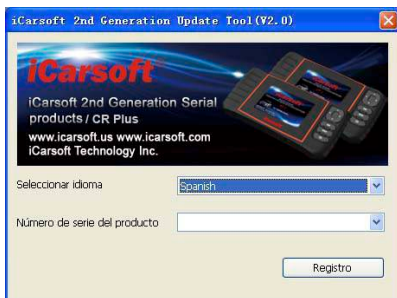 iCarsoft 2nd Generation Update Tool(V2.0)
iCarsoft
iCarsoft 2nd Generation Serial
products / CR Plus
www.icarsoft.us www.icarsoft.com
iCarsoft Technology Inc.
Seleccionar idioma
Spanish
Número de serie del producto
Registro